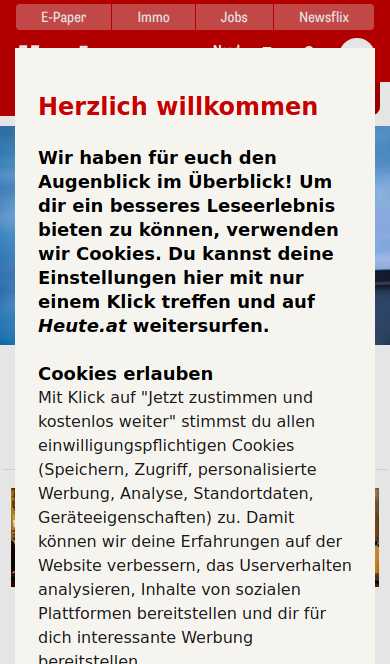 E-Paper
Immo
Jobs
Newsflix
Herzlich willkommen
Wir haben für euch den
Augenblick im Überblick! Um
dir ein besseres Leseerlebnis
bieten zu können, verwenden
wir Cookies. Du kannst deine
Einstellungen hier mit nur
einem Klick treffen und auf
Heute.at weitersurfen.
Cookies erlauben
Mit Klick auf "Jetzt zustimmen und
kostenlos weiter" stimmst du allen
einwilligungspflichtigen Cookies
(Speichern, Zugriff, personalisierte
Werbung, Analyse, Standortdaten,
Geräteeigenschaften) zu. Damit
können wir deine Erfahrungen auf der
Website verbessern, das Userverhalten
analysieren, Inhalte von sozialen
Plattformen bereitstellen und dir für
dich interessante Werbung
bereitstellen